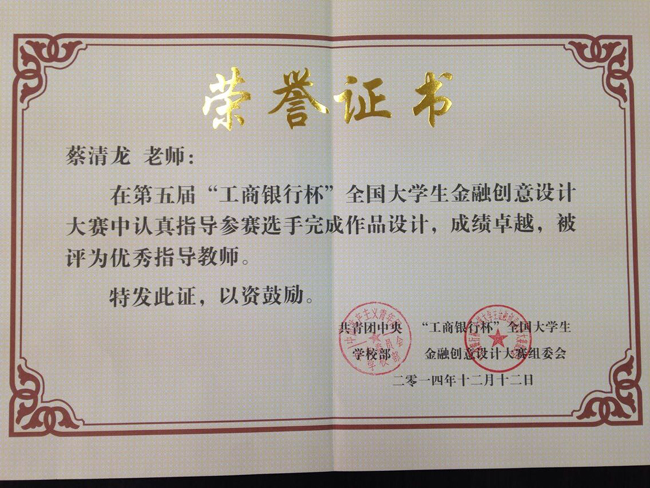 荣誉证书
蔡清龙 老师：
在第五届“工商银行杯”全国大学生金融创意设计
大赛中认真指导参赛选手完成作品设计，成绩卓越，被
评为优秀指导教师。
特发此证，以资鼓励。
共青团中央 “工商银行杯”全国大学生
学校部 金融创意设计大赛组委会
二零一四年十二月十二日